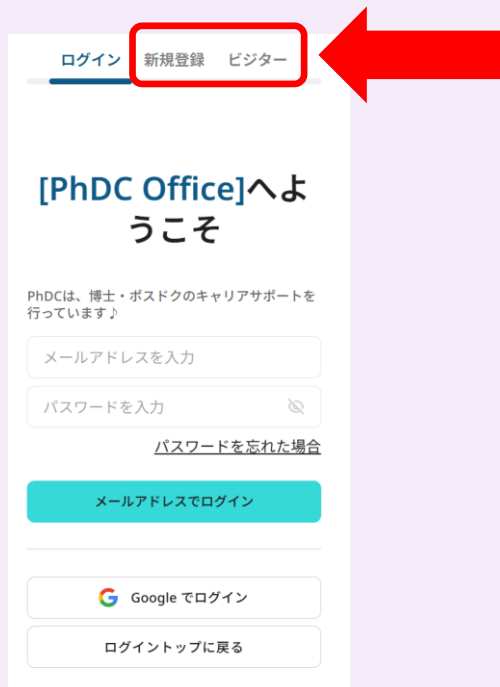 ログイン 新規登録 ビジター
[PhDC Office]へよ
うこそ
PhDCは、博士・ポスドクのキャリアサポートを
行っています♪
メールアドレスを入力
パスワードを入力
パスワードを忘れた場合
メールアドレスでログイン
Google でログイン
ログイントップに戻る